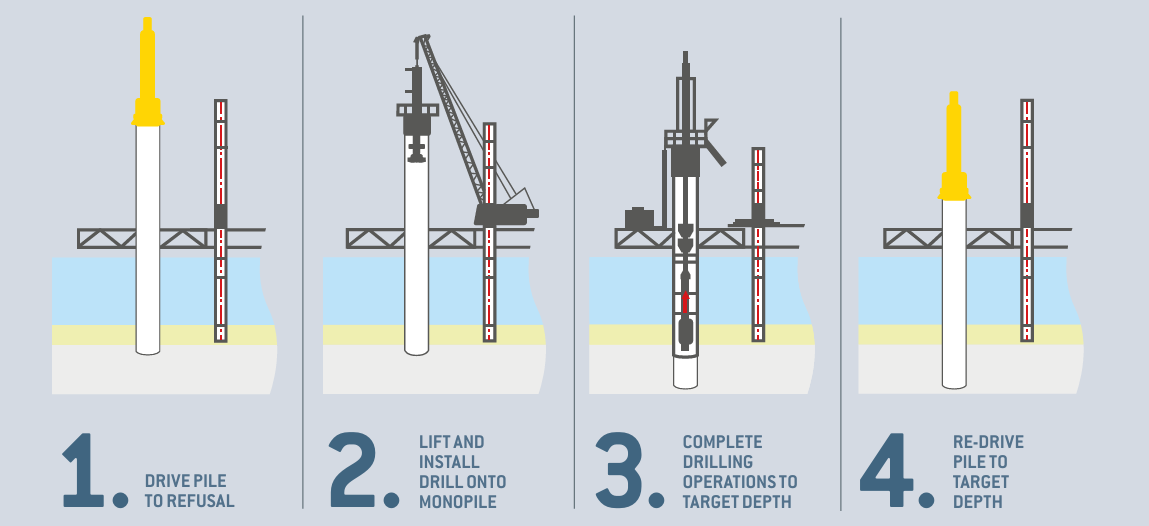 1.
DRIVE PILE
TO REFUSAL
2.
LIFT AND
INSTALL
DRILL ONTO
MONOPILE
3.
COMPLETE
DRILLING
OPERATIONS TO
TARGET DEPTH
4.
RE-DRIVE
PILE TO
TARGET
DEPTH